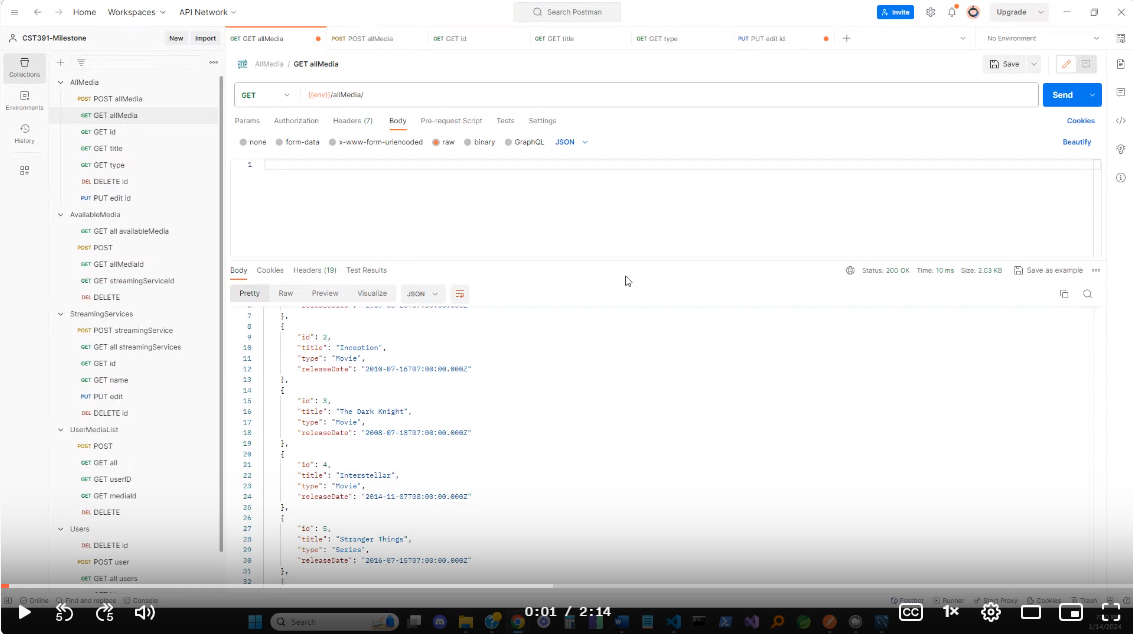 Home Workspaces API Network Search Postman Invite Upgrade
CST391-Milestone New Import GET allMedia POST allMedia GET id GET title GET type PUT edit id No Environment
Collections
Environments
History
AllMedia
POST POST allMedia
GET GET allMedia
GET GET id
GET GET title
GET GET type
DEL DELETE id
PUT PUT edit id
AvailableMedia
GET GET all availableMedia
POST POST
GET GET allMediaId
GET GET streamingServiceId
DEL DELETE
StreamingServices
POST POST streamingService
GET GET all streamingServices
GET GET id
GET GET name
PUT PUT edit
DEL DELETE id
UserMediaList
POST POST
GET GET all
GET GET userID
GET GET mediaId
DEL DELETE
Users
DEL DELETE id
POST POST user
GET GET all users
AllMedia / GET allMedia Save
GET {{env}}/allMedia/ Send
Params Authorization Headers (7) Body Pre-request Script Tests Settings Cookies
none form-data x-www-form-urlencoded raw binary GraphQL JSON Beautify
1
Body Cookies Headers (19) Test Results Status: 200 OK Time: 10 ms Size: 2.03 KB Save as example
Pretty Raw Preview Visualize JSON
7 },
8 {
9 "id": 2,
10 "title": "Inception",
11 "type": "Movie",
12 "releaseDate": "2010-07-16T07:00:00.000Z"
13 },
14 {
15 "id": 3,
16 "title": "The Dark Knight",
17 "type": "Movie",
18 "releaseDate": "2008-07-18T07:00:00.000Z"
19 },
20 {
21 "id": 4,
22 "title": "Interstellar",
23 "type": "Movie",
24 "releaseDate": "2014-11-07T08:00:00.000Z"
25 },
26 {
27 "id": 5,
28 "title": "Stranger Things",
29 "type": "Series",
30 "releaseDate": "2016-07-15T07:00:00.000Z"
31 },
32 {
Online Find and replace Console Postbot Runner Start Proxy Cookies Trash
0:01 / 2:14 CC 1×
Search 1/14/2024